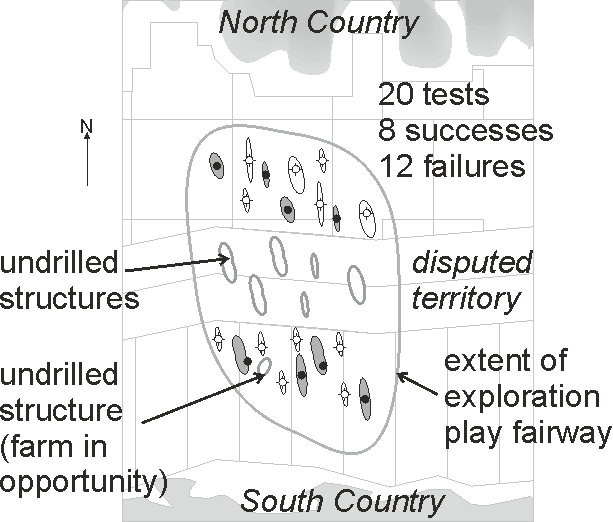 North Country
20 tests
8 successes
12 failures
N
undrilled
structures
disputed
territory
undrilled
structure
(farm in
opportunity)
extent of
exploration
play fairway
South Country